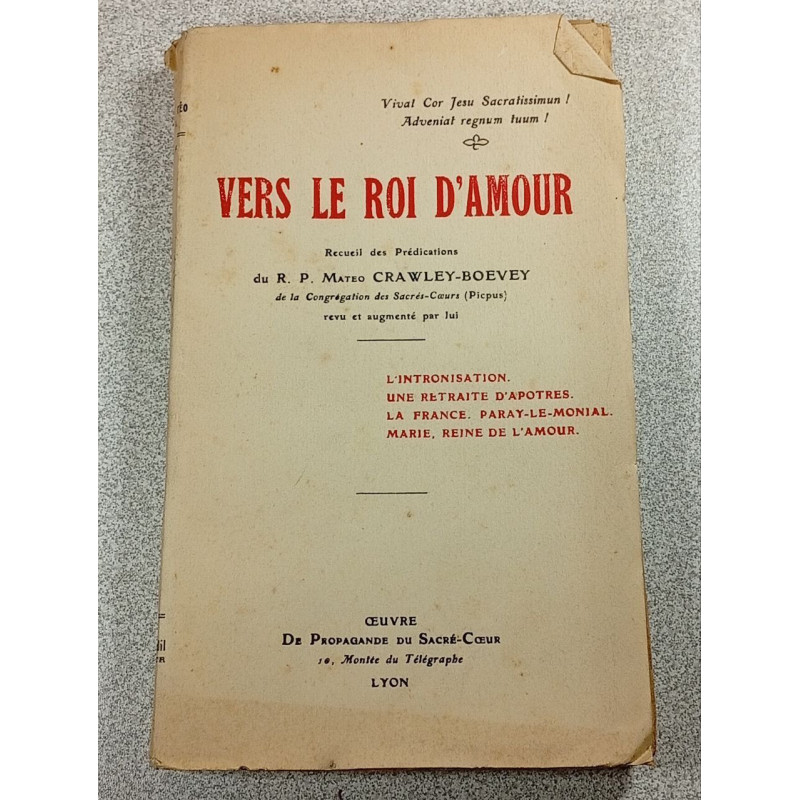 Vivat Cor Jesu Sacratissimun !
Adveniat regnum tuum !
VERS LE ROI D'AMOUR
Recueil des Prédications
du R. P. MATEO CRAWLEY-BOEVEY
de la Congrégation des Sacrés-Cœurs (Picpus)
revu et augmenté par lui
L'INTRONISATION.
UNE RETRAITE D'APOTRES.
LA FRANCE. PARAY-LE-MONIAL.
MARIE, REINE DE L'AMOUR.
ŒUVRE
DE PROPAGANDE DU SACRÉ-CŒUR
10, Montée du Télégraphe
LYON